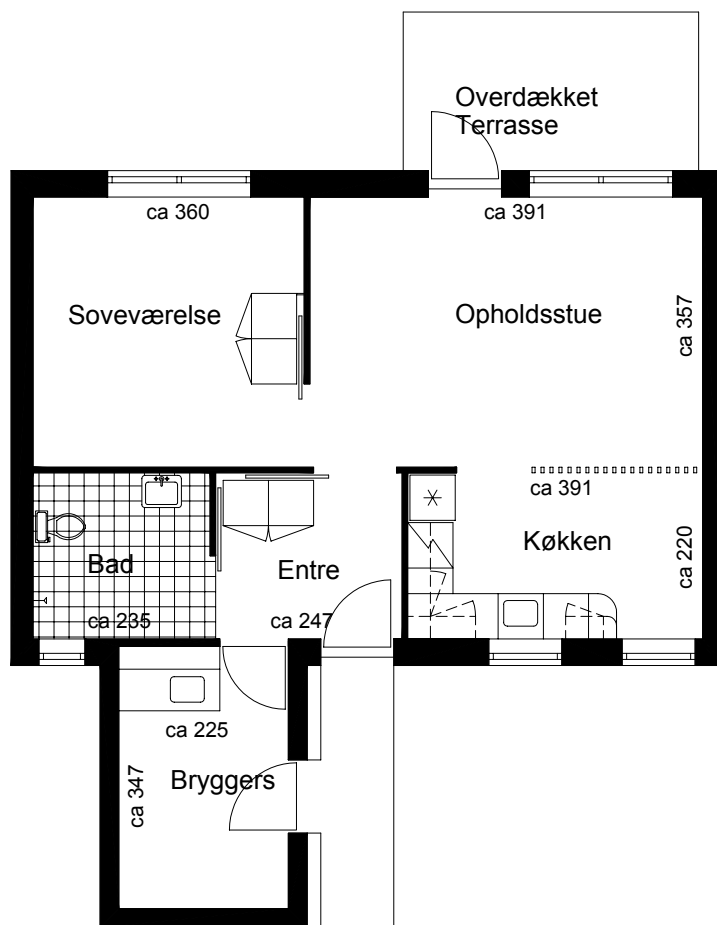 Overdækket
Terrasse
ca 360
ca 391
Soveværelse
Opholdsstue
ca 357
ca 391
Køkken
ca 220
Bad
Entre
ca 235
ca 247
ca 225
Bryggers
ca 347